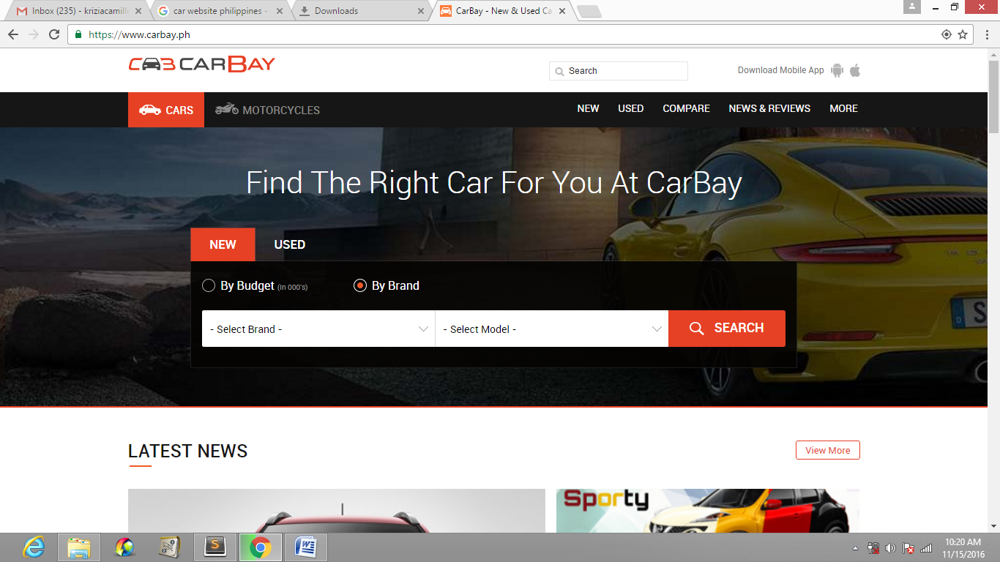 Inbox (235) - kriziacamille
car website philippines -
Downloads
CarBay - New & Used Ca
https://www.carbay.ph
CARBAY
Search
Download Mobile App
CARS
MOTORCYCLES
NEW
USED
COMPARE
NEWS & REVIEWS
MORE
Find The Right Car For You At CarBay
NEW
USED
By Budget (In 000's)
By Brand
- Select Brand -
- Select Model -
SEARCH
LATEST NEWS
View More
Sporty
10:20 AM
11/15/2016